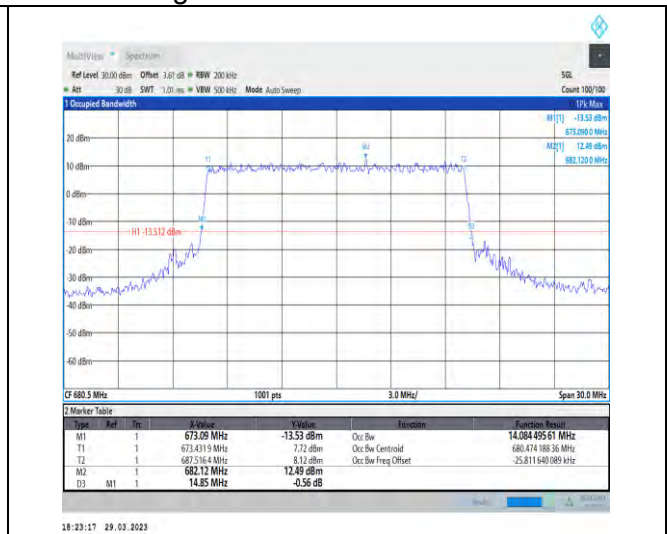 MultiView Spectrum
Ref Level 30.00 dBm Offset 3.61 dB RBW 200 kHz SGL
Att 30 dB SWT 1.01 ms VBW 500 kHz Mode Auto Sweep Count 100/100
1 Occupied Bandwidth 1Pk Max
M1[1] -13.53 dBm
673.090 0 MHz
20 dBm M2[1] 12.49 dBm
682.120 0 MHz
M2
T1 T2
10 dBm
0 dBm
-10 dBm
M1
H1 -13.512 dBm D3
-20 dBm
-30 dBm
-40 dBm
-50 dBm
-60 dBm
CF 680.5 MHz 1001 pts 3.0 MHz/ Span 30.0 MHz
2 Marker Table
Type Ref Trc X-Value Y-Value Function Function Result
M1 1 673.09 MHz -13.53 dBm Occ Bw 14.084 495 61 MHz
T1 1 673.431 9 MHz 7.72 dBm Occ Bw Centroid 680.474 188 36 MHz
T2 1 687.516 4 MHz 8.12 dBm Occ Bw Freq Offset -25.811 640 089 kHz
M2 1 682.12 MHz 12.49 dBm
D3 M1 1 14.85 MHz -0.56 dB
18:23:17 29.03.2023